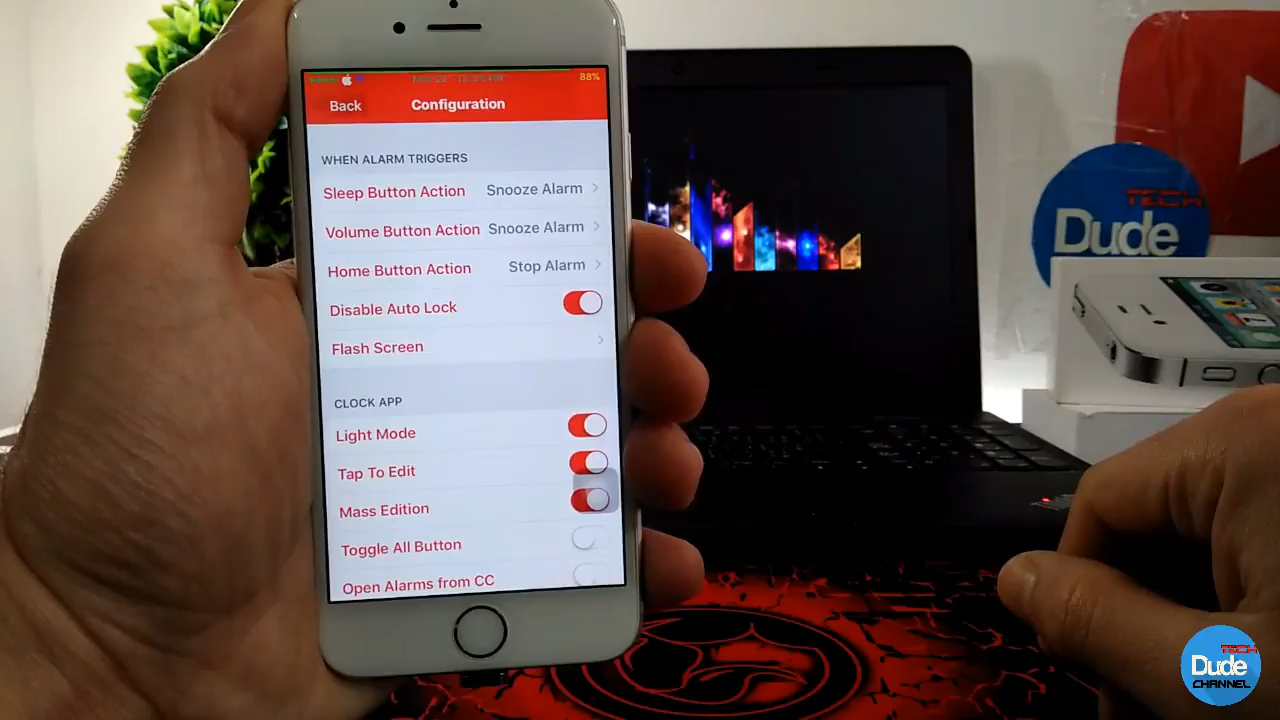 88%
Back
Configuration
WHEN ALARM TRIGGERS
Sleep Button Action Snooze Alarm
Volume Button Action Snooze Alarm
Home Button Action Stop Alarm
Disable Auto Lock
Flash Screen
CLOCK APP
Light Mode
Tap To Edit
Mass Edition
Toggle All Button
Open Alarms from CC
TECH
Dude
TECH
Dude
CHANNEL